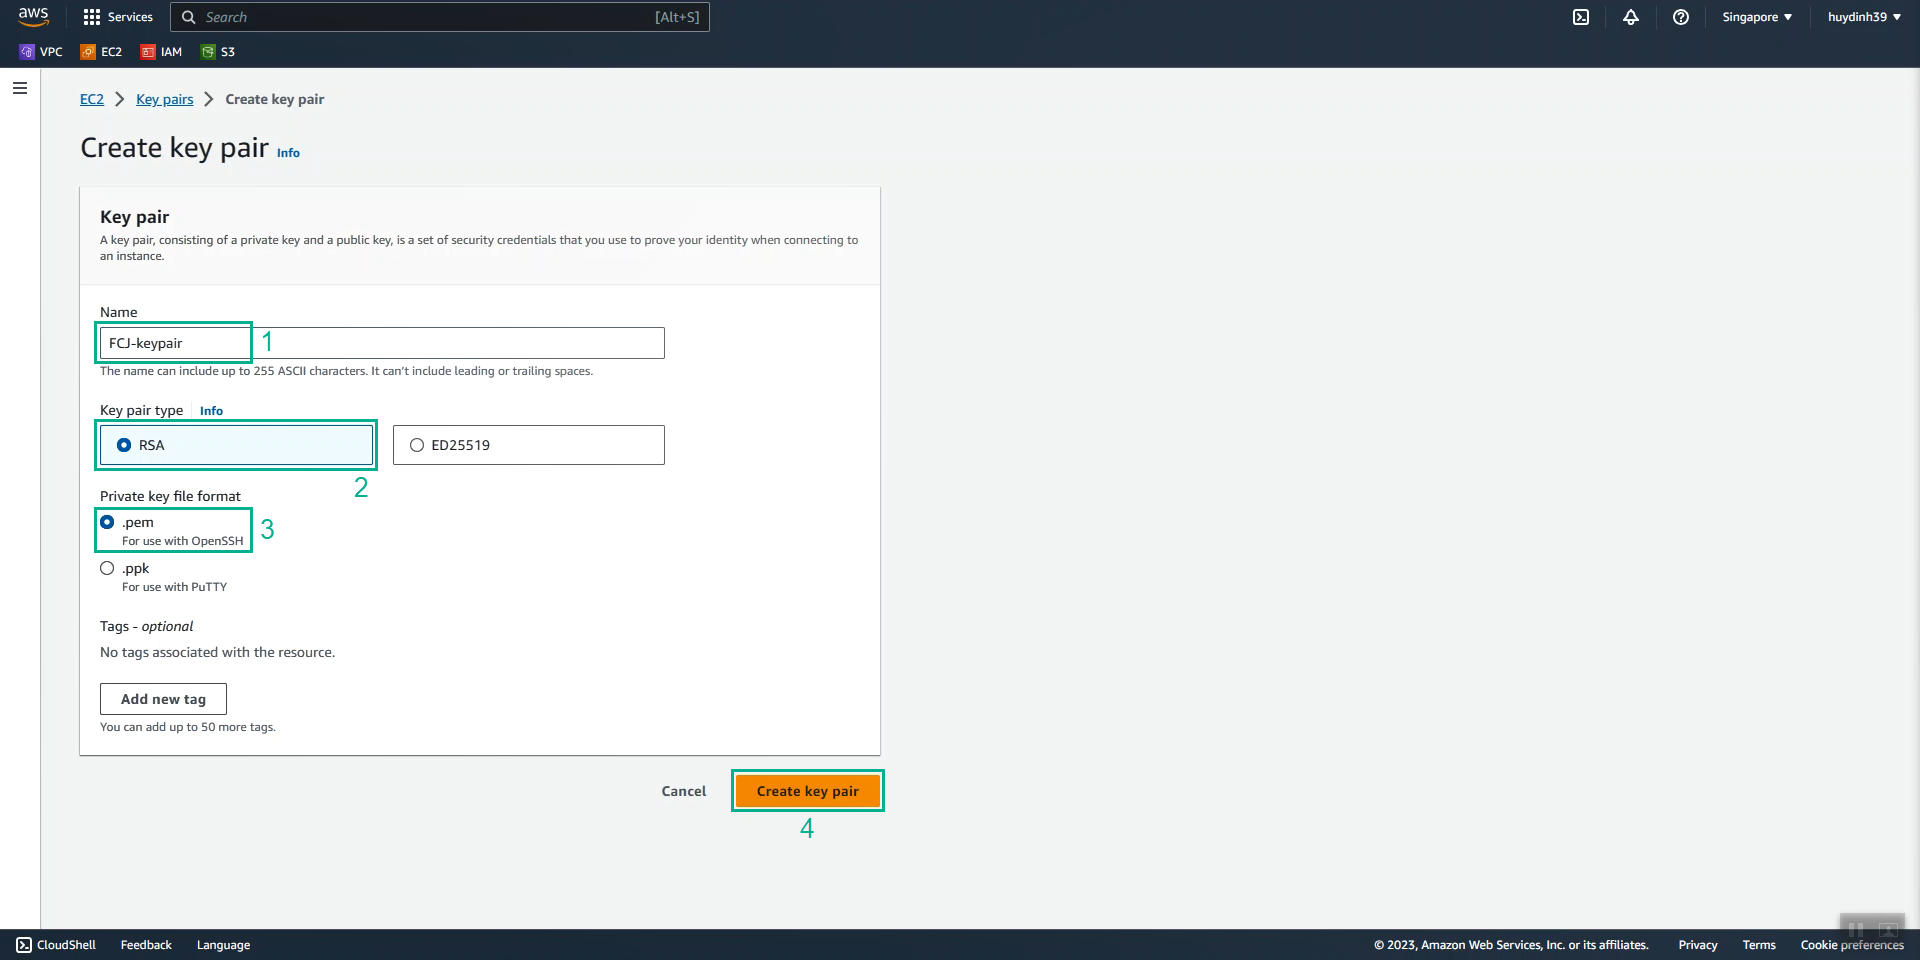 aws
Services
Search
[Alt+S]
Singapore
huydinh39
VPC
EC2
IAM
S3
EC2
Key pairs
Create key pair
Create key pair Info
Key pair
A key pair, consisting of a private key and a public key, is a set of security credentials that you use to prove your identity when connecting to
an instance.
Name
FCJ-keypair
1
The name can include up to 255 ASCII characters. It can't include leading or trailing spaces.
Key pair type
Info
RSA
ED25519
2
Private key file format
.pem
For use with OpenSSH
3
.ppk
For use with PuTTY
Tags - optional
No tags associated with the resource.
Add new tag
You can add up to 50 more tags.
Cancel
Create key pair
4
CloudShell
Feedback
Language
© 2023, Amazon Web Services, Inc. or its affiliates.
Privacy
Terms
Cookie preferences